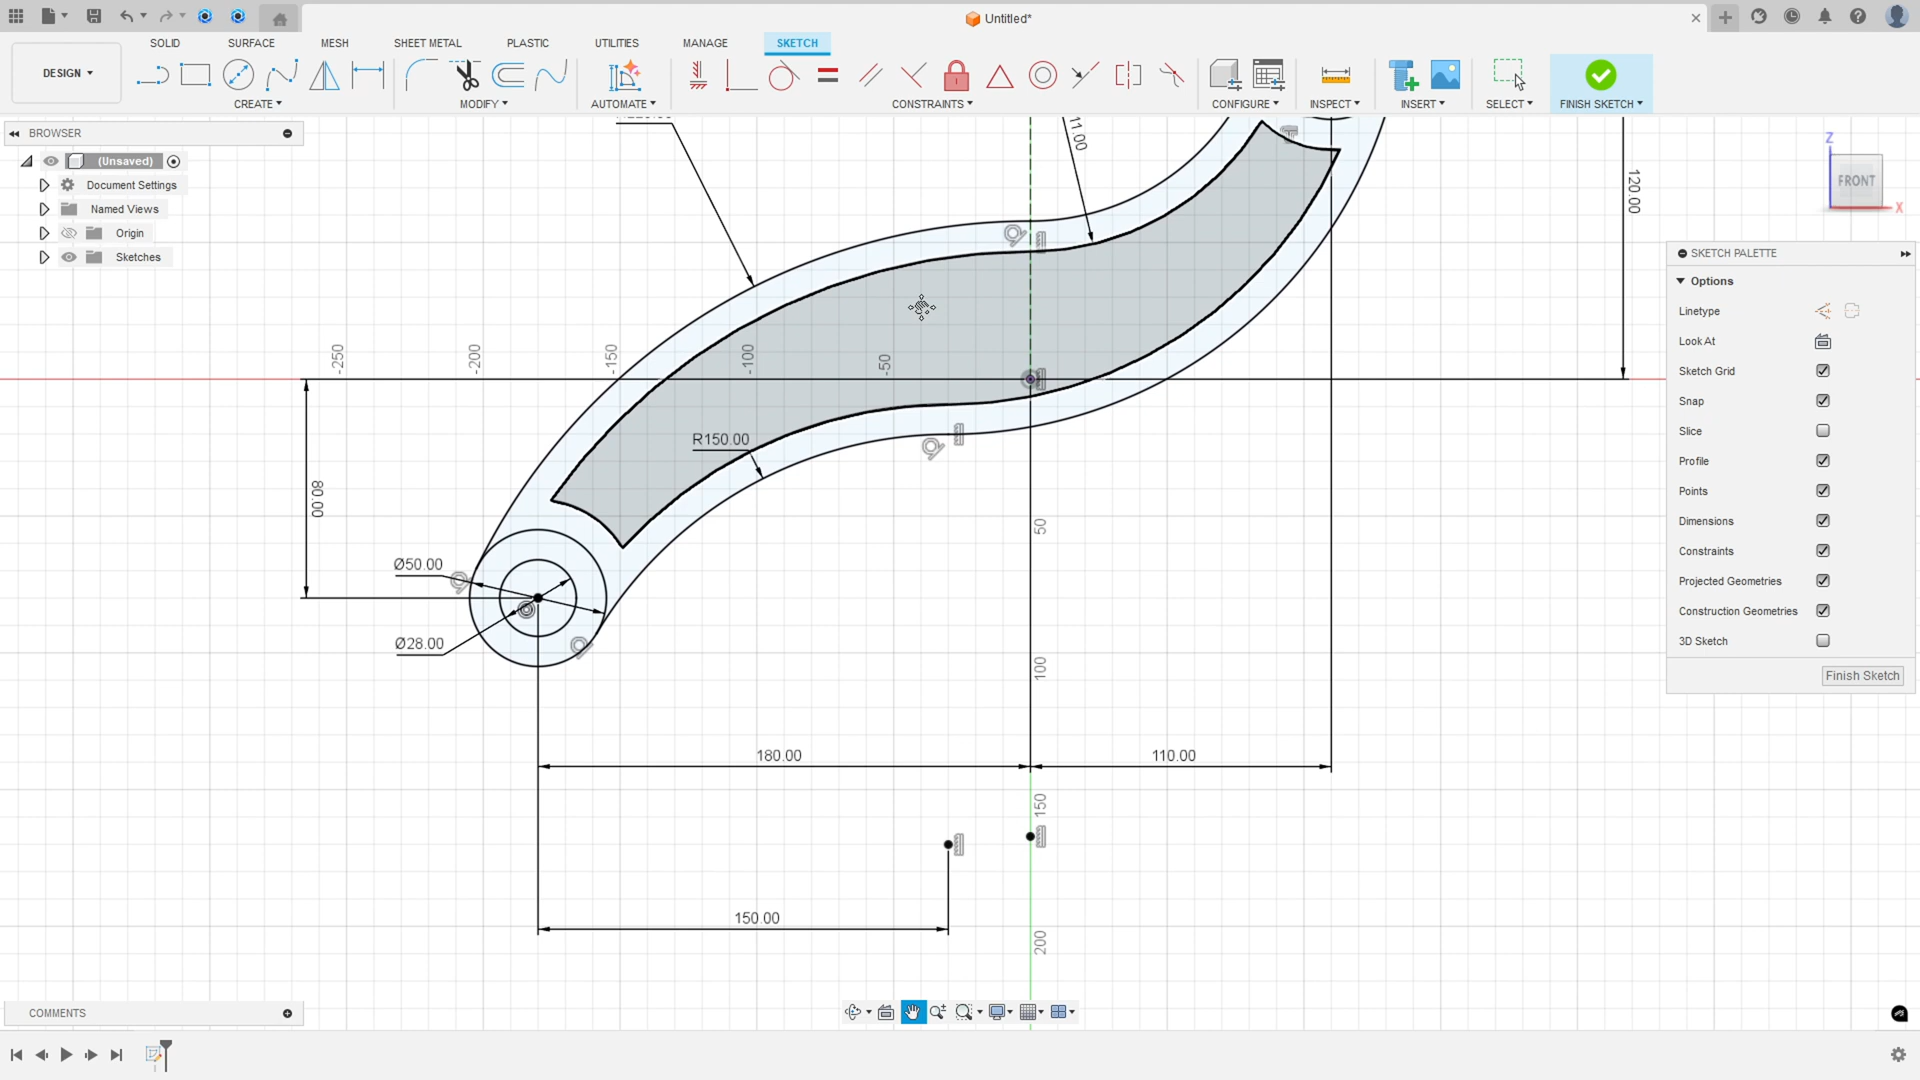 Untitled*
DESIGN
SOLID
SURFACE
MESH
SHEET METAL
PLASTIC
UTILITIES
MANAGE
SKETCH
CREATE
MODIFY
AUTOMATE
CONSTRAINTS
CONFIGURE
INSPECT
INSERT
SELECT
FINISH SKETCH
BROWSER
(Unsaved)
Document Settings
Named Views
Origin
Sketches
Z
FRONT
X
SKETCH PALETTE
Options
Linetype
Look At
Sketch Grid
Snap
Slice
Profile
Points
Dimensions
Constraints
Projected Geometries
Construction Geometries
3D Sketch
Finish Sketch
120.00
-250
-200
-150
-100
-50
R150.00
80.00
50
Ø50.00
Ø28.00
100
180.00
110.00
150
150.00
200
COMMENTS